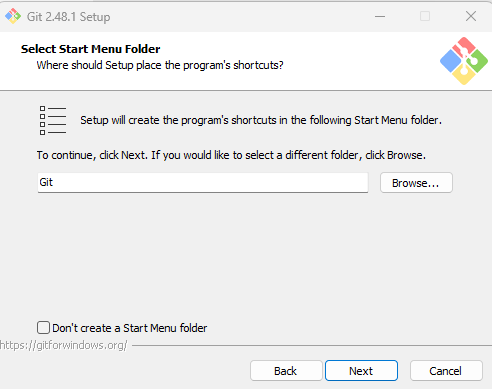 Git 2.48.1 Setup
Select Start Menu Folder
Where should Setup place the program's shortcuts?
Setup will create the program's shortcuts in the following Start Menu folder.
To continue, click Next. If you would like to select a different folder, click Browse.
Git
Browse...
Don't create a Start Menu folder
https://gitforwindows.org/
Back
Next
Cancel